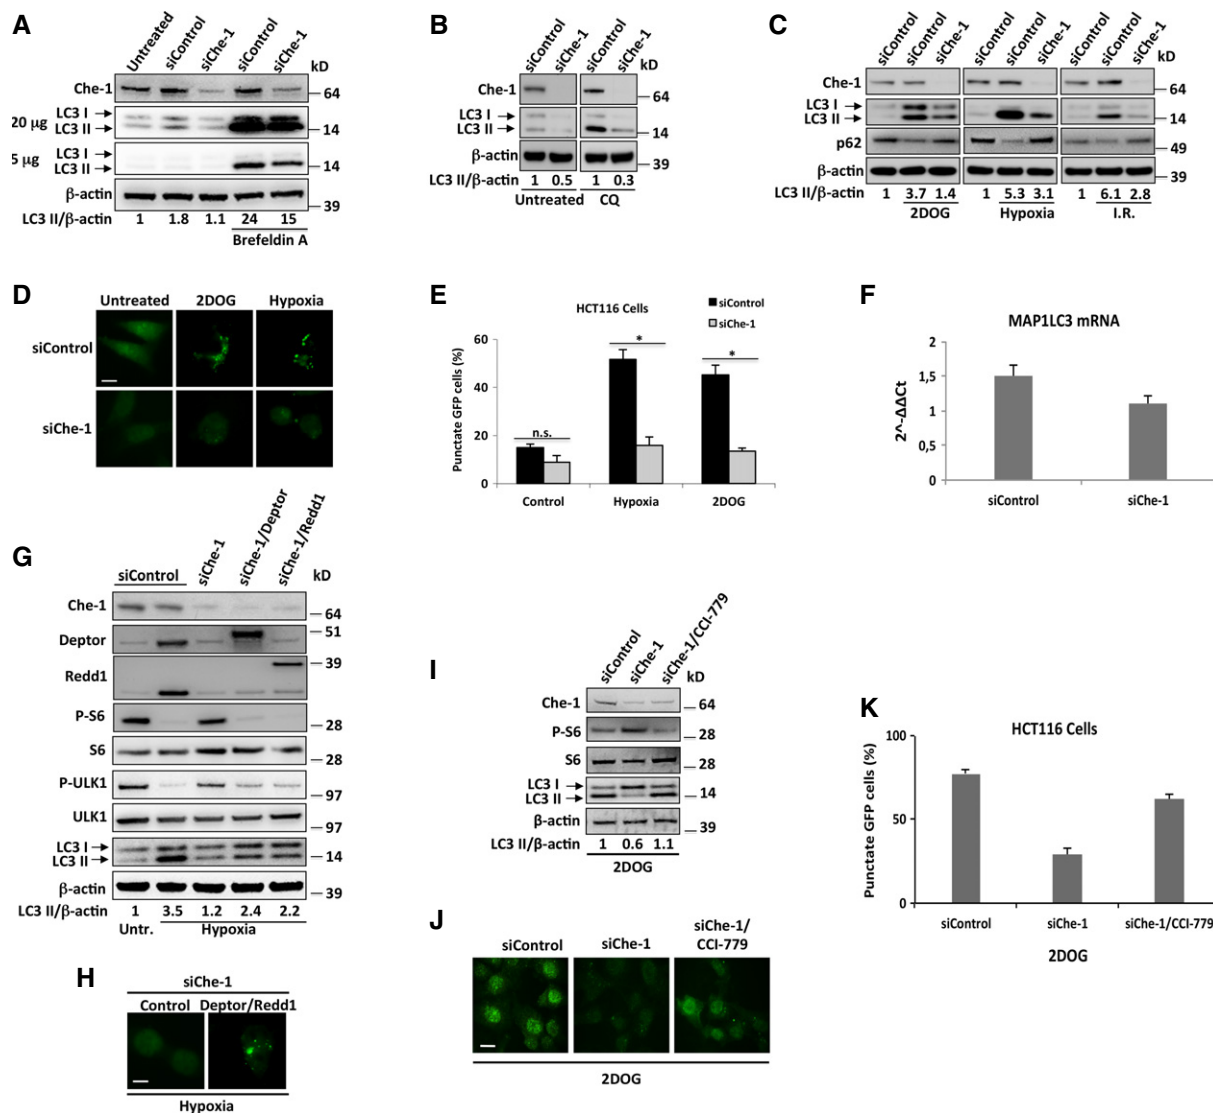 A
Untreated
siControl
siChe-1
siControl
siChe-1
kD
Che-1
64
20 µg
LC3 I
LC3 II
14
5 µg
LC3 I
LC3 II
14
β-actin
39
LC3 II/β-actin 1 1.8 1.1 24 15
Brefeldin A
B
siControl
siChe-1
siControl
siChe-1
kD
Che-1
64
LC3 I
LC3 II
14
β-actin
39
LC3 II/β-actin 1 0.5 1 0.3
Untreated CQ
C
siControl
siControl
siChe-1
siControl
siControl
siChe-1
siControl
siControl
siChe-1
kD
Che-1
64
LC3 I
LC3 II
14
p62
49
β-actin
39
LC3 II/β-actin 1 3.7 1.4 1 5.3 3.1 1 6.1 2.8
2DOG Hypoxia I.R.
D
Untreated 2DOG Hypoxia
siControl
siChe-1
E
HCT116 Cells
siControl
siChe-1
Punctate GFP cells (%)
60
40
20
0
n.s.
*
*
Control Hypoxia 2DOG
F
MAP1LC3 mRNA
2^-ΔΔCt
2
1,5
1
0,5
0
siControl siChe-1
G
siControl
siChe-1
siChe-1/Deptor
siChe-1/Redd1
kD
Che-1
64
Deptor
51
Redd1
39
P-S6
28
S6
28
P-ULK1
97
ULK1
97
LC3 I
LC3 II
14
β-actin
39
LC3 II/β-actin 1 3.5 1.2 2.4 2.2
Untr. Hypoxia
H
siChe-1
Control Deptor/Redd1
Hypoxia
I
siControl
siChe-1
siChe-1/CCI-779
kD
Che-1
64
P-S6
28
S6
28
LC3 I
LC3 II
14
β-actin
39
LC3 II/β-actin 1 0.6 1.1
2DOG
J
siControl siChe-1 siChe-1/
CCI-779
2DOG
K
HCT116 Cells
Punctate GFP cells (%)
100
50
0
siControl siChe-1 siChe-1/CCI-779
2DOG